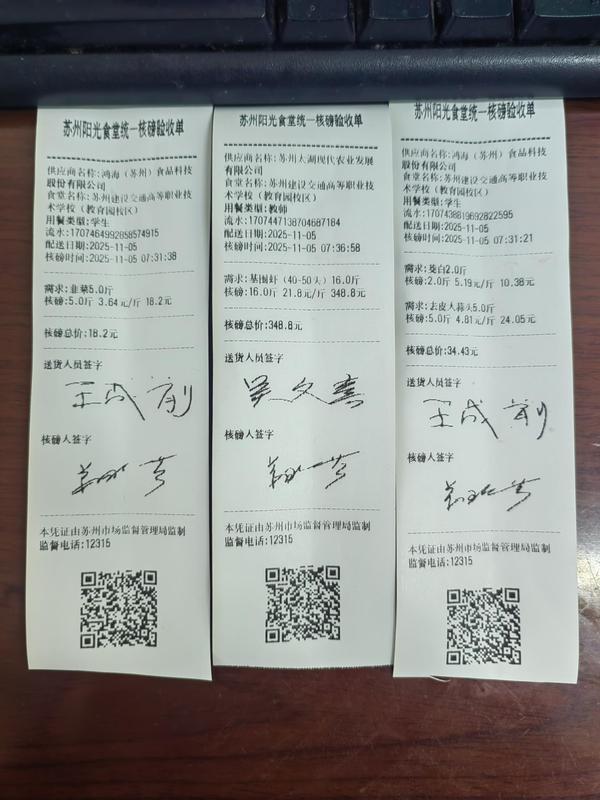 苏州阳光食堂统一核磅验收单
供应商名称:鸿海（苏州）食品科技
股份有限公司
食堂名称:苏州建设交通高等职业技
术学校（教育园校区）
用餐类型:学生
流水:1707464992858574915
配送日期:2025-11-05
核磅时间:2025-11-05 07:31:38
需求:韭菜5.0斤
核磅:5.0斤 3.64元/斤 18.2元
核磅总价:18.2元
送货人员签字
王成前
核磅人签字
本凭证由苏州市场监督管理局监制
监督电话:12315
苏州阳光食堂统一核磅验收单
供应商名称:苏州太湖现代农业发展
有限公司
食堂名称:苏州建设交通高等职业技
术学校（教育园校区）
用餐类型:教师
流水:1707447138704687184
配送日期:2025-11-05
核磅时间:2025-11-05 07:36:58
需求:基围虾（40-50头）16.0斤
核磅:16.0斤 21.8元/斤 348.8元
核磅总价:348.8元
送货人员签字
吴文喜
核磅人签字
本凭证由苏州市场监督管理局监制
监督电话:12315
苏州阳光食堂统一核磅验收单
供应商名称:鸿海（苏州）食品科技
股份有限公司
食堂名称:苏州建设交通高等职业技
术学校（教育园校区）
用餐类型:学生
流水:1707438819692822595
配送日期:2025-11-05
核磅时间:2025-11-05 07:31:21
需求:茭白2.0斤
核磅:2.0斤 5.19元/斤 10.38元
需求:去皮大蒜头5.0斤
核磅:5.0斤 4.81元/斤 24.05元
核磅总价:34.43元
送货人员签字
王成前
核磅人签字
本凭证由苏州市场监督管理局监制
监督电话:12315